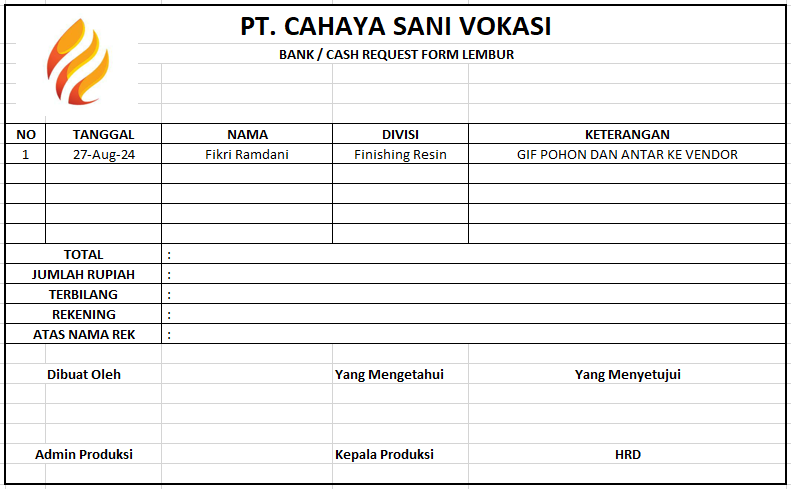 PT. CAHAYA SANI VOKASI
BANK / CASH REQUEST FORM LEMBUR
NO TANGGAL NAMA DIVISI KETERANGAN
1 27-Aug-24 Fikri Ramdani Finishing Resin GIF POHON DAN ANTAR KE VENDOR
TOTAL :
JUMLAH RUPIAH :
TERBILANG :
REKENING :
ATAS NAMA REK :
Dibuat Oleh Yang Mengetahui Yang Menyetujui
Admin Produksi Kepala Produksi HRD